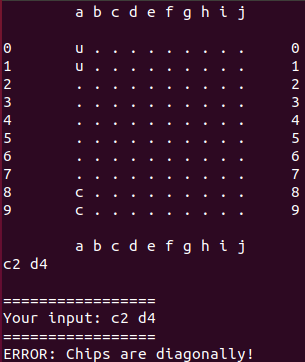 a b c d e f g h i j
0 u . . . . . . . . . 0
1 u . . . . . . . . . 1
2 . . . . . . . . . . 2
3 . . . . . . . . . . 3
4 . . . . . . . . . . 4
5 . . . . . . . . . . 5
6 . . . . . . . . . . 6
7 . . . . . . . . . . 7
8 c . . . . . . . . . 8
9 c . . . . . . . . . 9
a b c d e f g h i j
c2 d4
=================
Your input: c2 d4
=================
ERROR: Chips are diagonally!